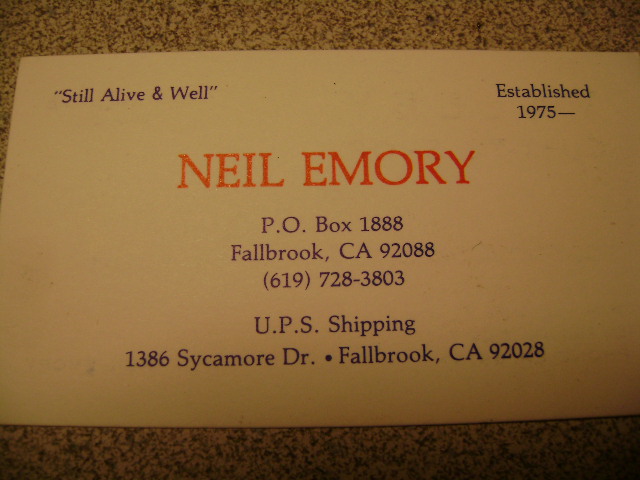 "Still Alive & Well"
Established
1975—
NEIL EMORY
P.O. Box 1888
Fallbrook, CA 92088
(619) 728-3803
U.P.S. Shipping
1386 Sycamore Dr. • Fallbrook, CA 92028